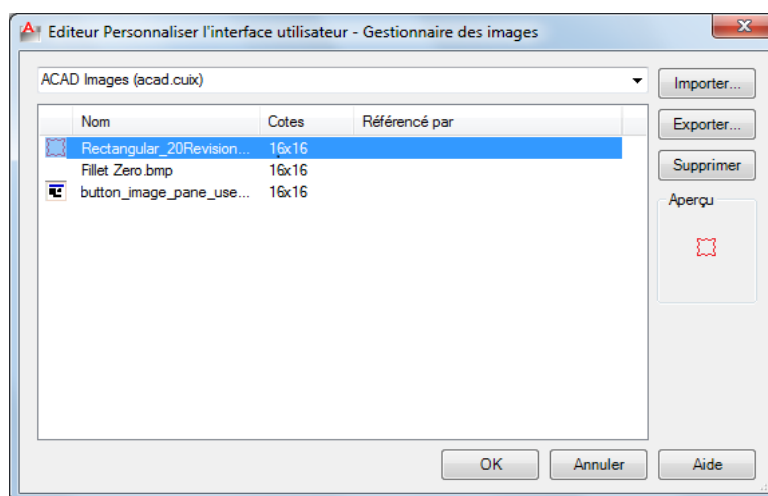 Editeur Personnaliser l'interface utilisateur - Gestionnaire des images
ACAD Images (acad.cuix)
Importer...
Nom Cotes Référencé par
Exporter...
Rectangular_20Revision... 16x16
Fillet Zero.bmp 16x16
Supprimer
button_image_pane_use... 16x16
Aperçu
OK Annuler Aide